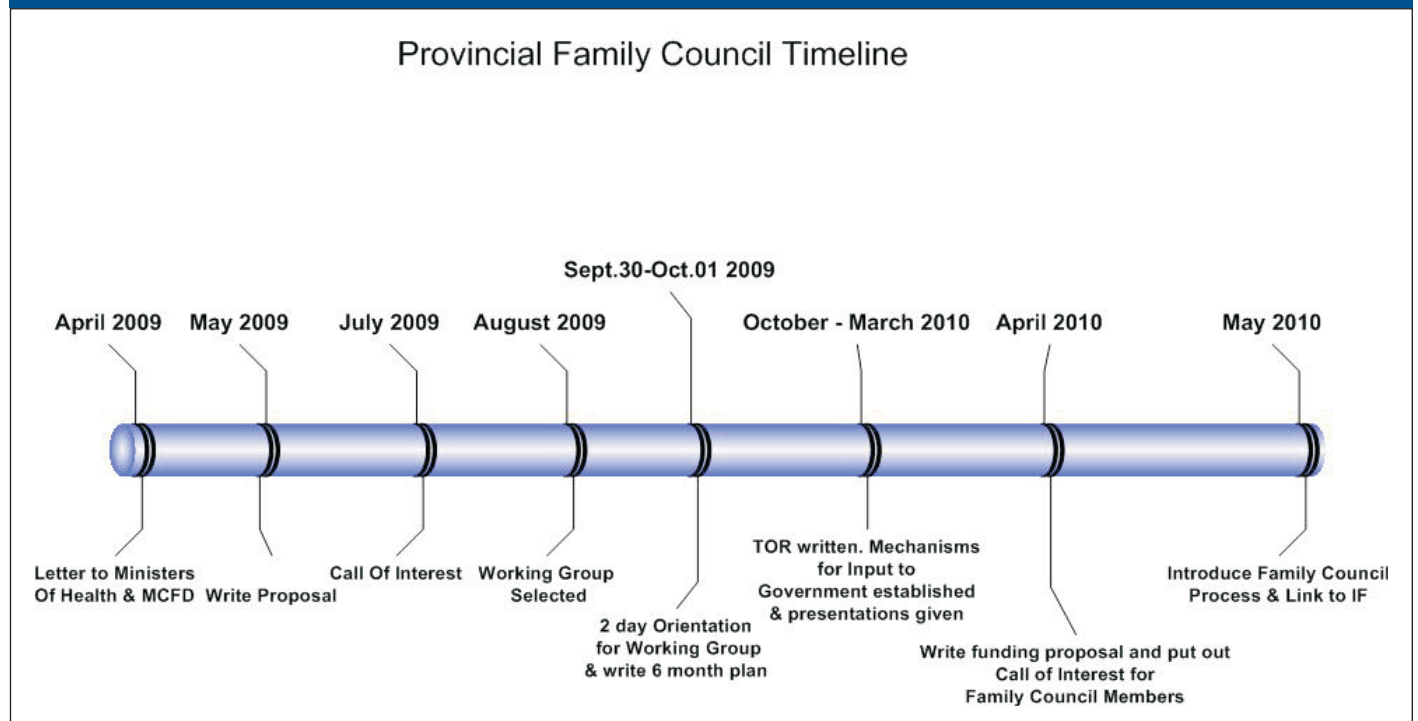 Provincial Family Council Timeline
Sept.30-Oct.01 2009
April 2009
May 2009
July 2009
August 2009
October - March 2010
April 2010
May 2010
Letter to Ministers
Of Health & MCFD
Write Proposal
Call Of Interest
Working Group
Selected
2 day Orientation
for Working Group
& write 6 month plan
TOR written. Mechanisms
for Input to
Government established
& presentations given
Write funding proposal and put out
Call of Interest for
Family Council Members
Introduce Family Council
Process & Link to IF